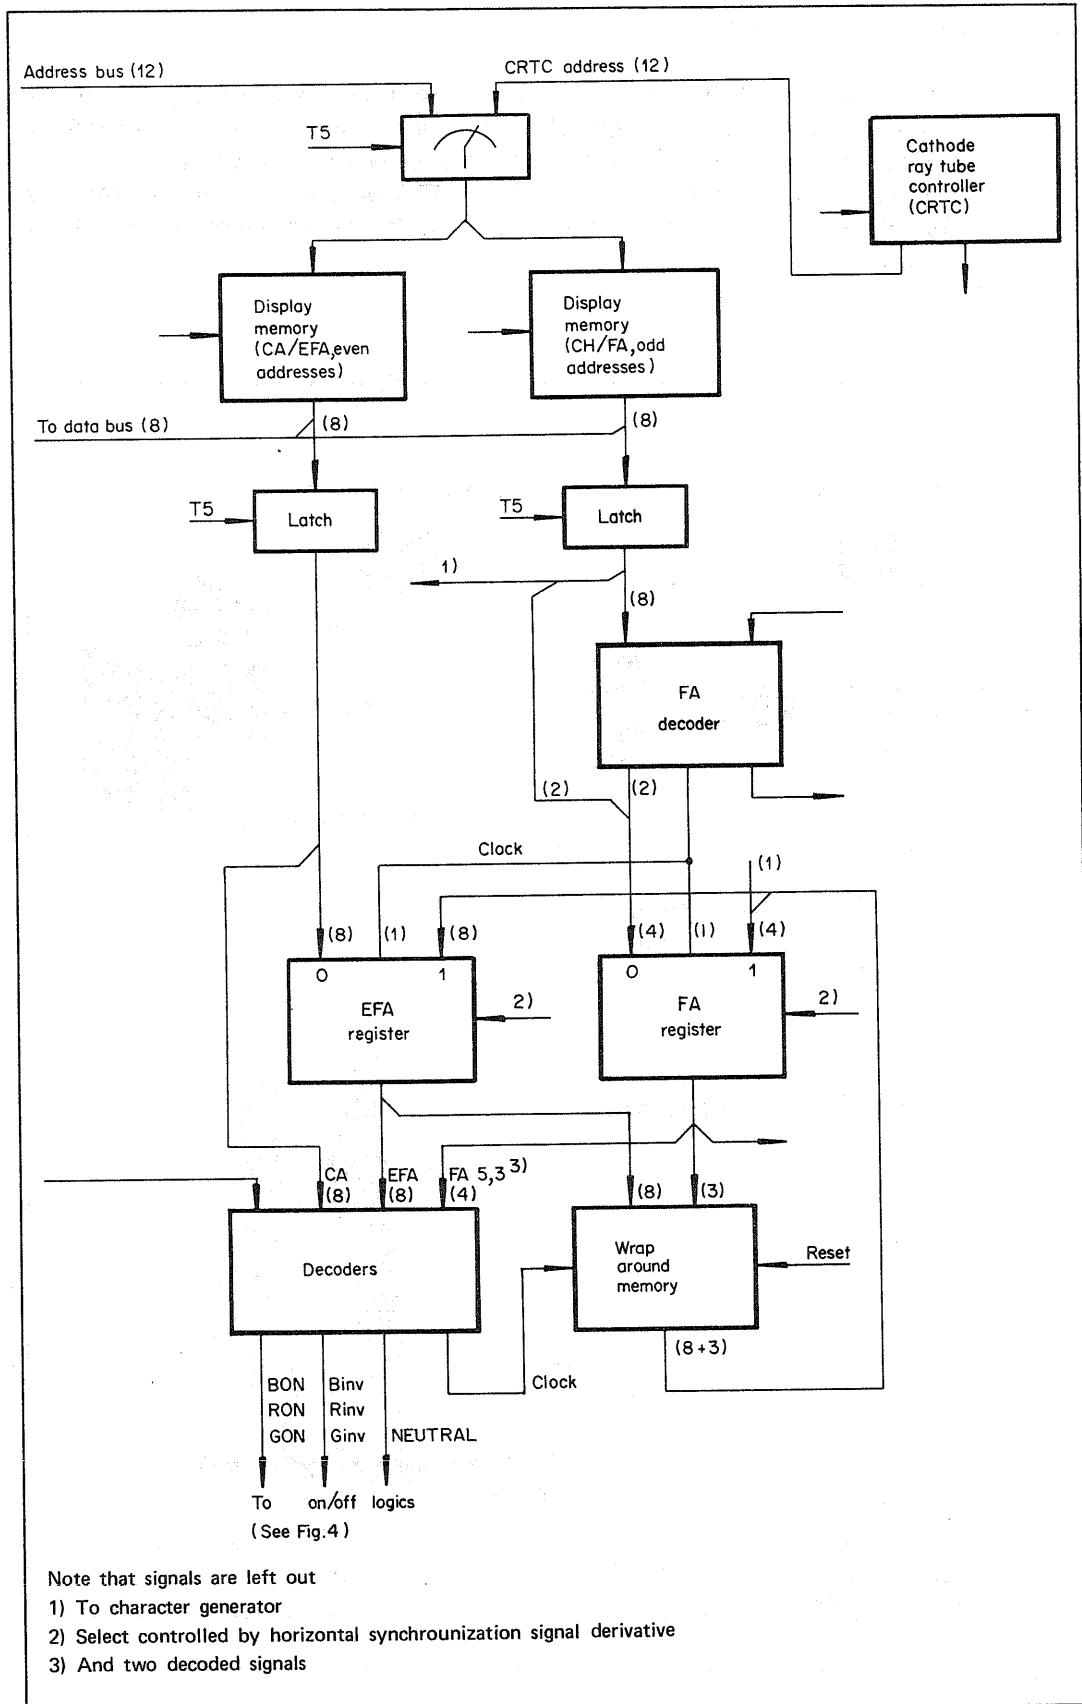 Address bus (12)
CRTC address (12)
T5
Cathode
ray tube
controller
(CRTC)
Display
memory
(CA/EFA,even
addresses)
Display
memory
(CH/FA,odd
addresses)
To data bus (8)
(8)
(8)
T5
Latch
T5
Latch
1)
(8)
FA
decoder
(2)
(2)
Clock
(1)
(8)
(1)
(8)
(4)
(1)
(4)
0
1
EFA
register
2)
0
1
FA
register
2)
CA
(8)
EFA
(8)
FA 5,3 3)
(4)
(8)
(3)
Decoders
Wrap
around
memory
Reset
(8+3)
Clock
BON
RON
GON
Binv
Rinv
Ginv
NEUTRAL
To on/off logics
(See Fig.4)
Note that signals are left out
1) To character generator
2) Select controlled by horizontal synchrounization signal derivative
3) And two decoded signals